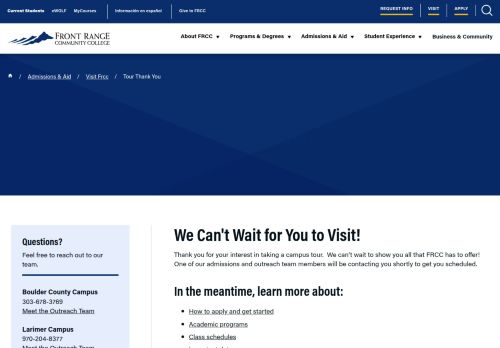 Current Students eWOLF MyCourses Información en español Give to FRCC REQUEST INFO VISIT APPLY
FRONT RANGE
COMMUNITY COLLEGE
About FRCC Programs & Degrees Admissions & Aid Student Experience Business & Community
/ Admissions & Aid / Visit Frcc / Tour Thank You
Questions?
Feel free to reach out to our
team.
Boulder County Campus
303-678-3769
Meet the Outreach Team
Larimer Campus
970-204-8377
Meet the Outreach Team
We Can't Wait for You to Visit!
Thank you for your interest in taking a campus tour. We can't wait to show you all that FRCC has to offer!
One of our admissions and outreach team members will be contacting you shortly to get you scheduled.
In the meantime, learn more about:
How to apply and get started
Academic programs
Class schedules